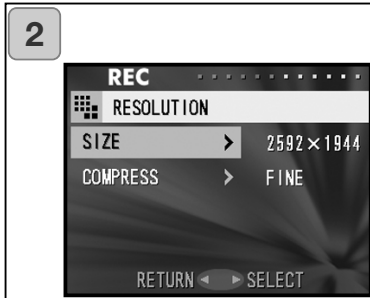 2
REC
RESOLUTION
SIZE > 2592×1944
COMPRESS > FINE
RETURN ◀ ▶ SELECT